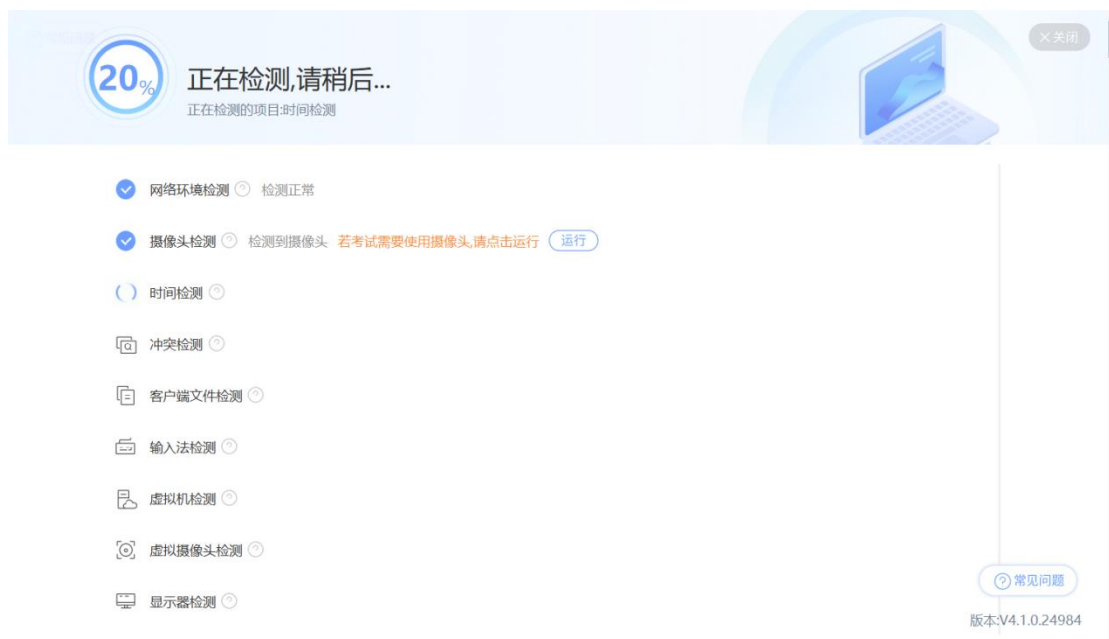 20%
正在检测,请稍后...
正在检测的项目:时间检测
×关闭
网络环境检测 检测正常
摄像头检测 检测到摄像头 若考试需要使用摄像头,请点击运行 运行
时间检测
冲突检测
客户端文件检测
输入法检测
虚拟机检测
虚拟摄像头检测
显示器检测
常见问题
版本:V4.1.0.24984